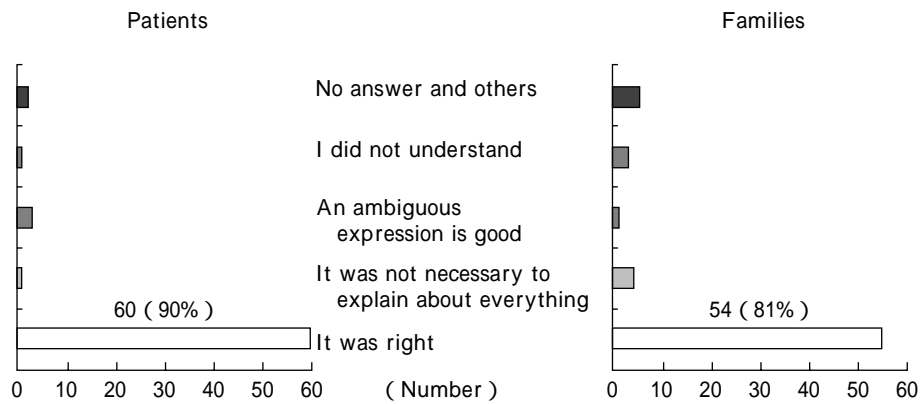 Patients
Families
No answer and others
I did not understand
An ambiguous
expression is good
It was not necessary to
explain about everything
60 ( 90% )
54 ( 81% )
It was right
0 10 20 30 40 50 60
( Number )
0 10 20 30 40 50 60